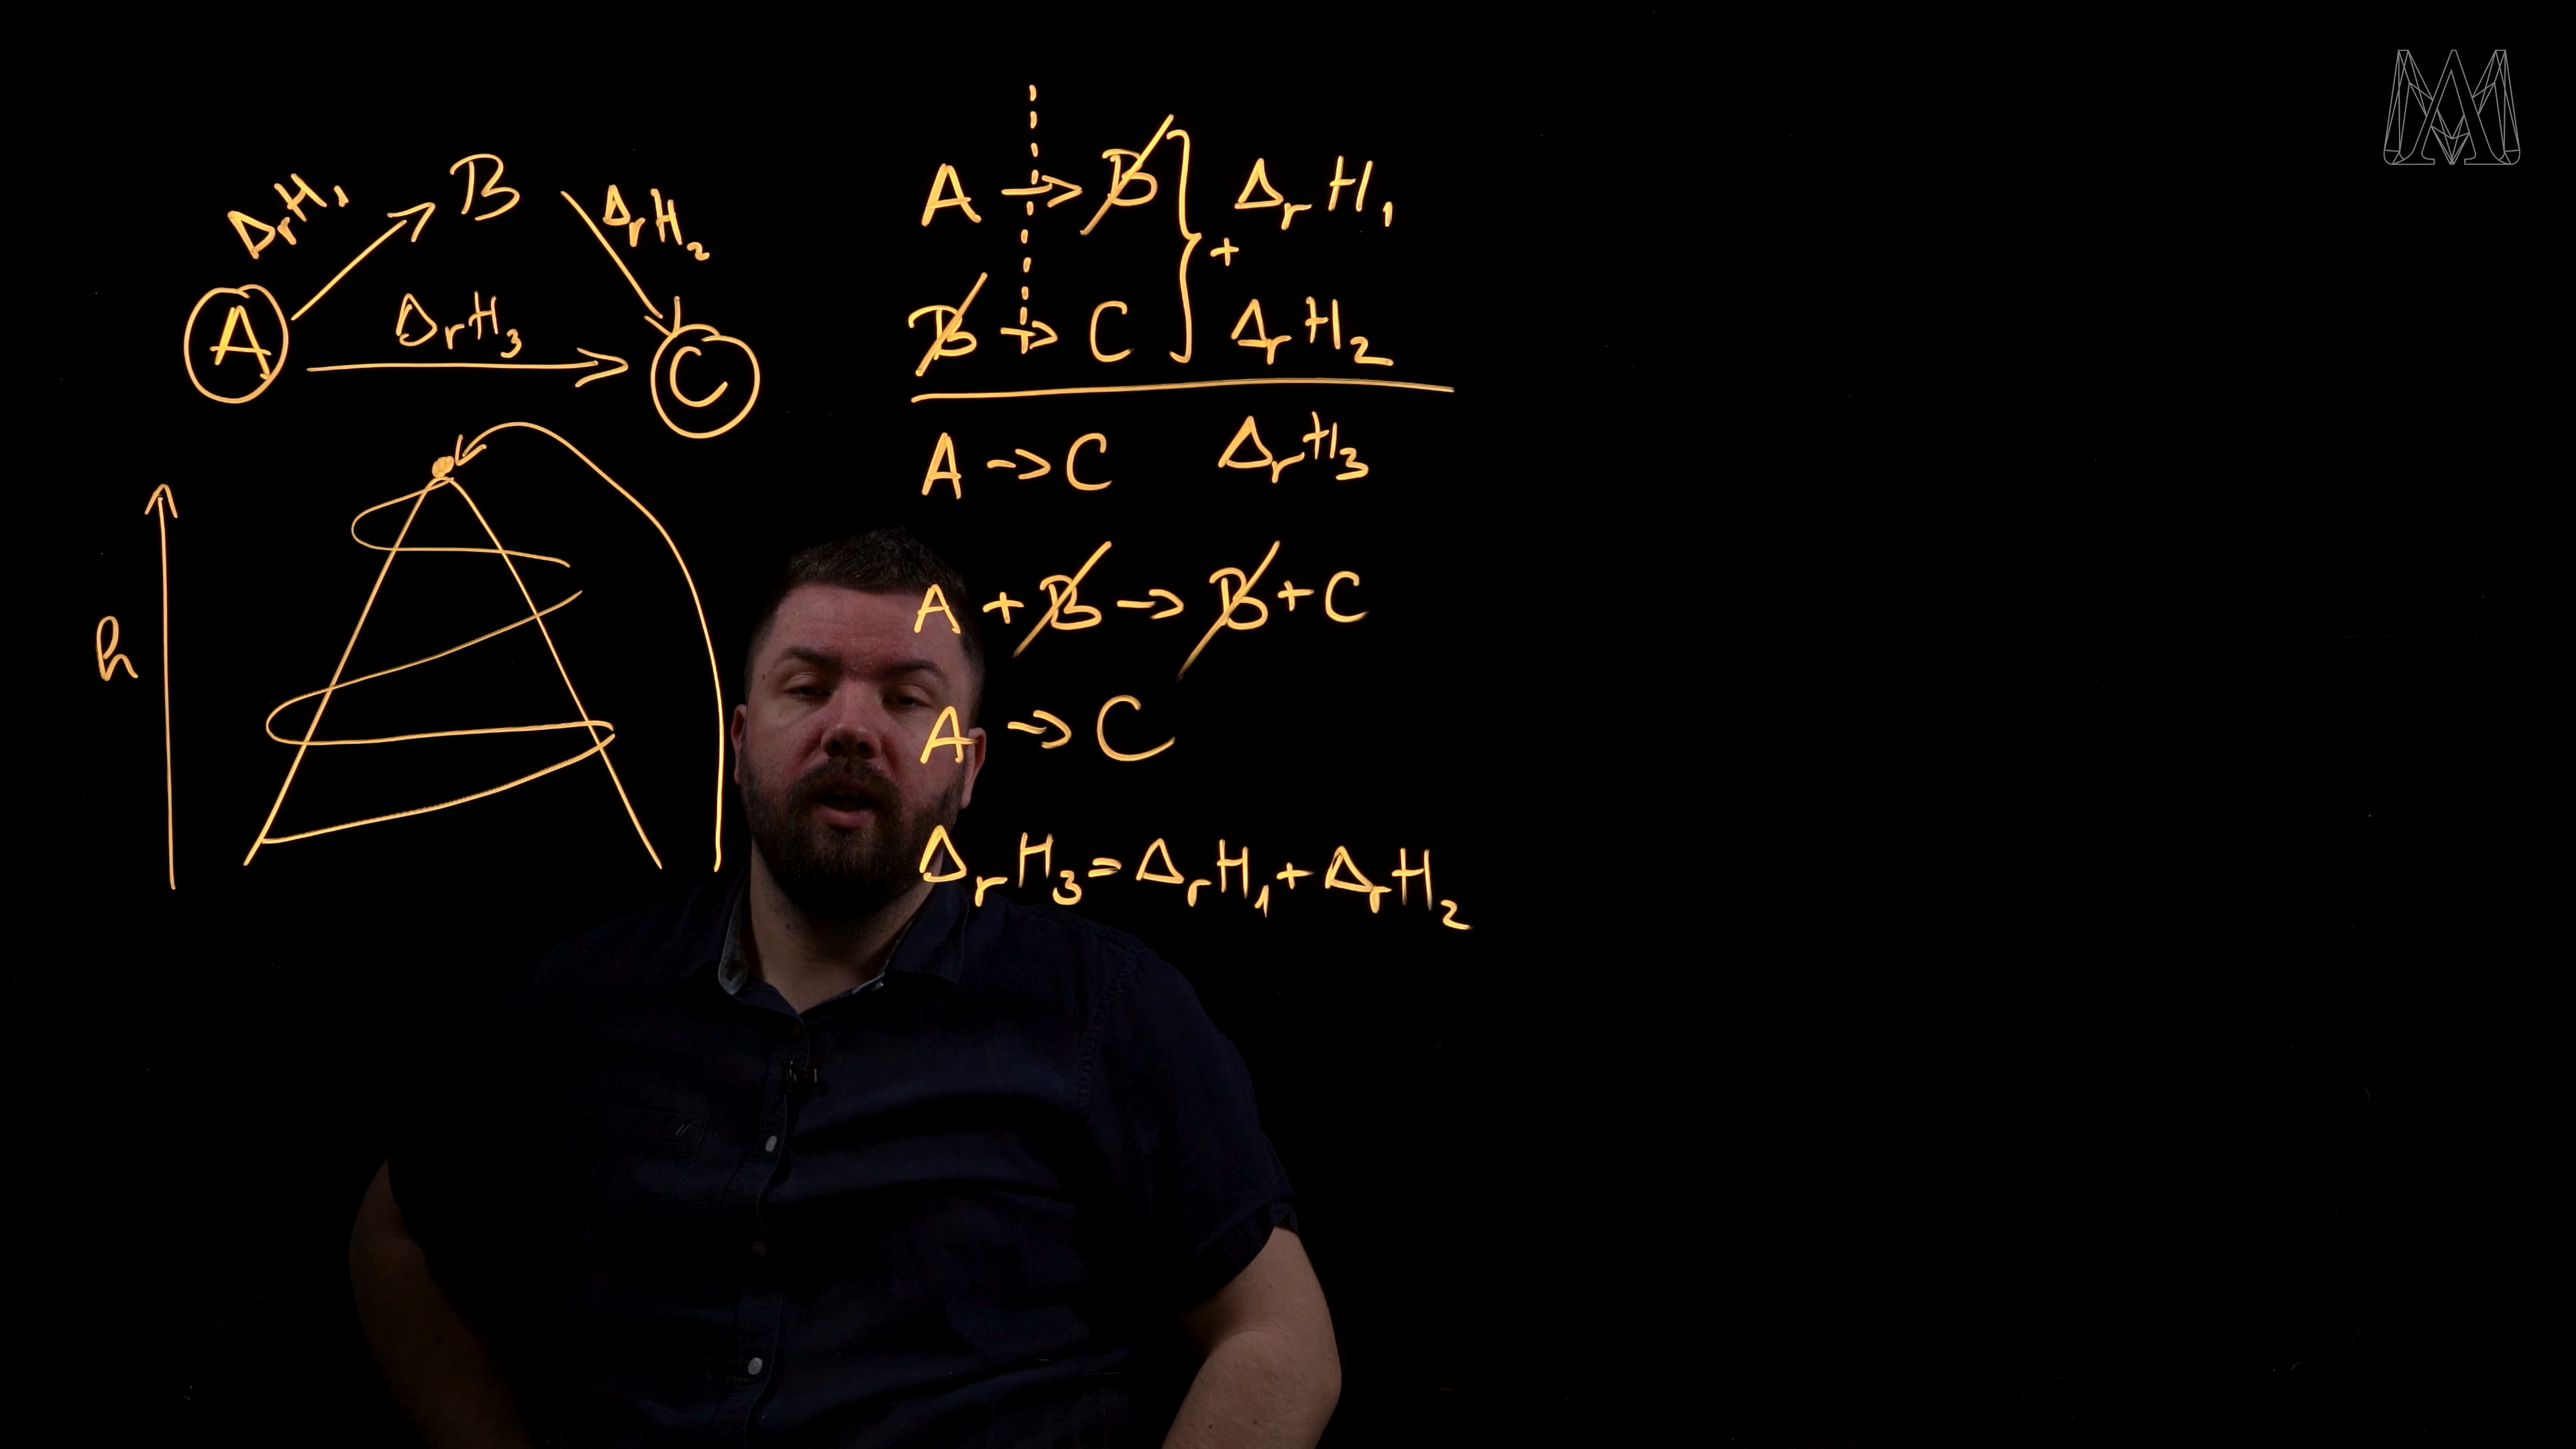 ΔrH1
B
ΔrH2
A
ΔrH3
C
h
A → B } ΔrH1
+
B → C ΔrH2
A → C ΔrH3
A + B → B + C
A → C
ΔrH3 = ΔrH1 + ΔrH2